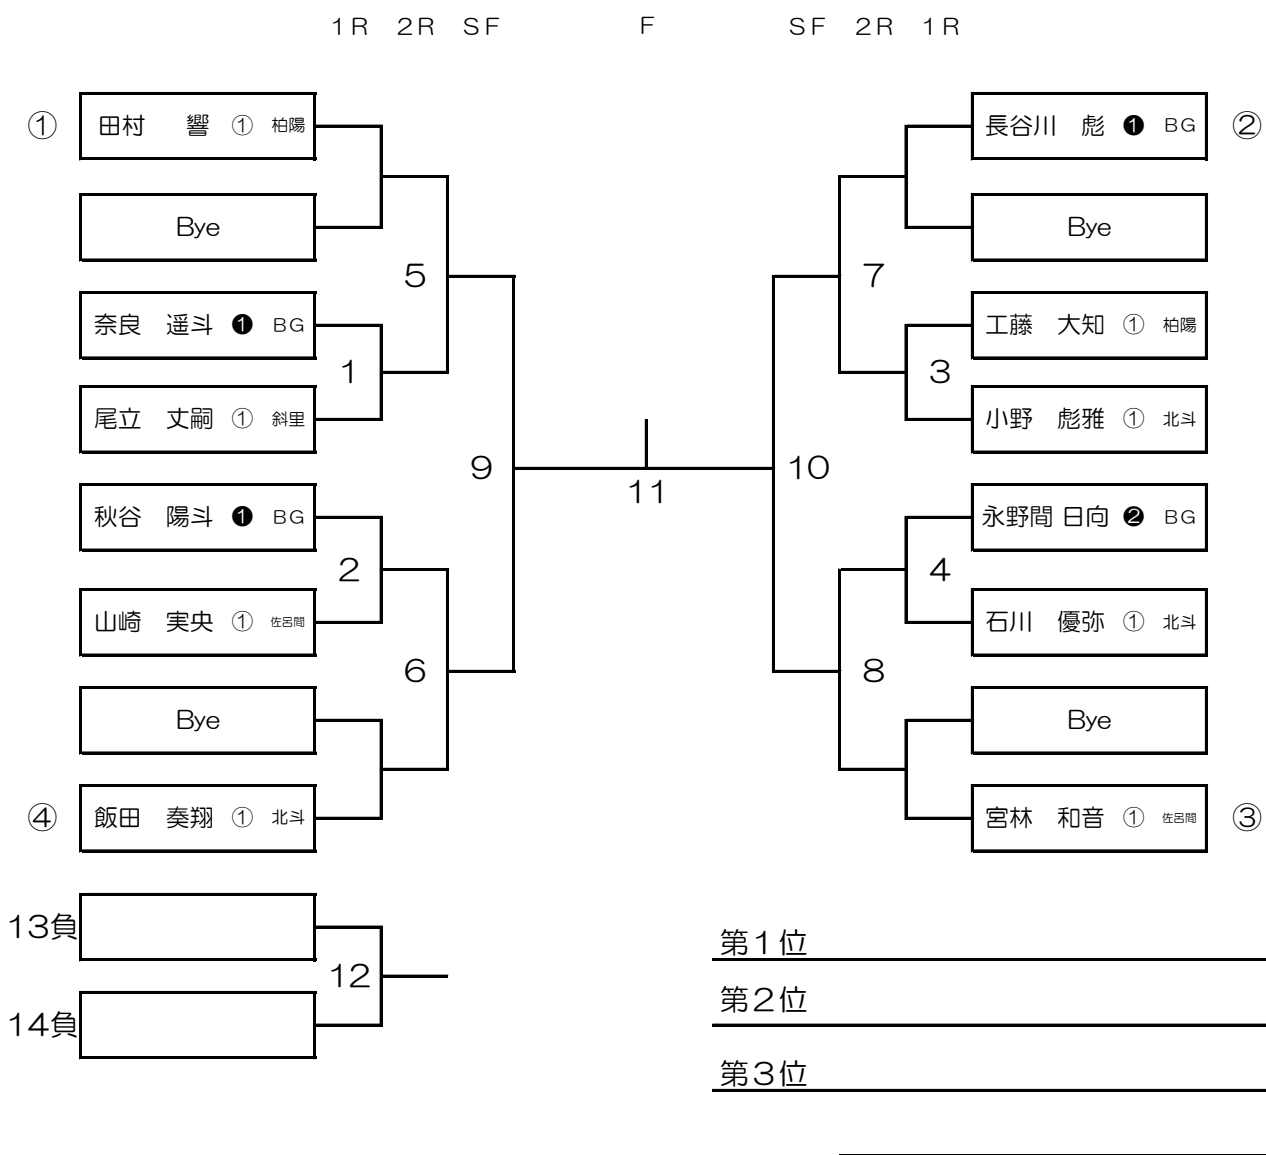 1R 2R SF F SF 2R 1R
① 田村 響 ① 柏陽
Bye
5
奈良 遥斗 ❶ BG
1
尾立 丈嗣 ① 斜里
9
秋谷 陽斗 ❶ BG
2
山崎 実央 ① 佐呂間
6
Bye
④ 飯田 奏翔 ① 北斗
11
長谷川 彪 ❶ BG ②
Bye
7
工藤 大知 ① 柏陽
3
小野 彪雅 ① 北斗
10
永野間 日向 ❷ BG
4
石川 優弥 ① 北斗
8
Bye
宮林 和音 ① 佐呂間 ③
13負
12
14負
第1位
第2位
第3位